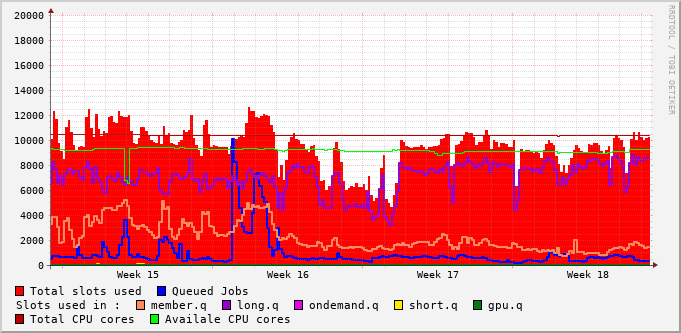 RRDTOOL / TOBI OETIKER
20000
18000
16000
14000
12000
10000
8000
6000
4000
2000
0
Week 15 Week 16 Week 17 Week 18
Total slots used Queued Jobs
Slots used in : member.q long.q ondemand.q short.q gpu.q
Total CPU cores Availale CPU cores